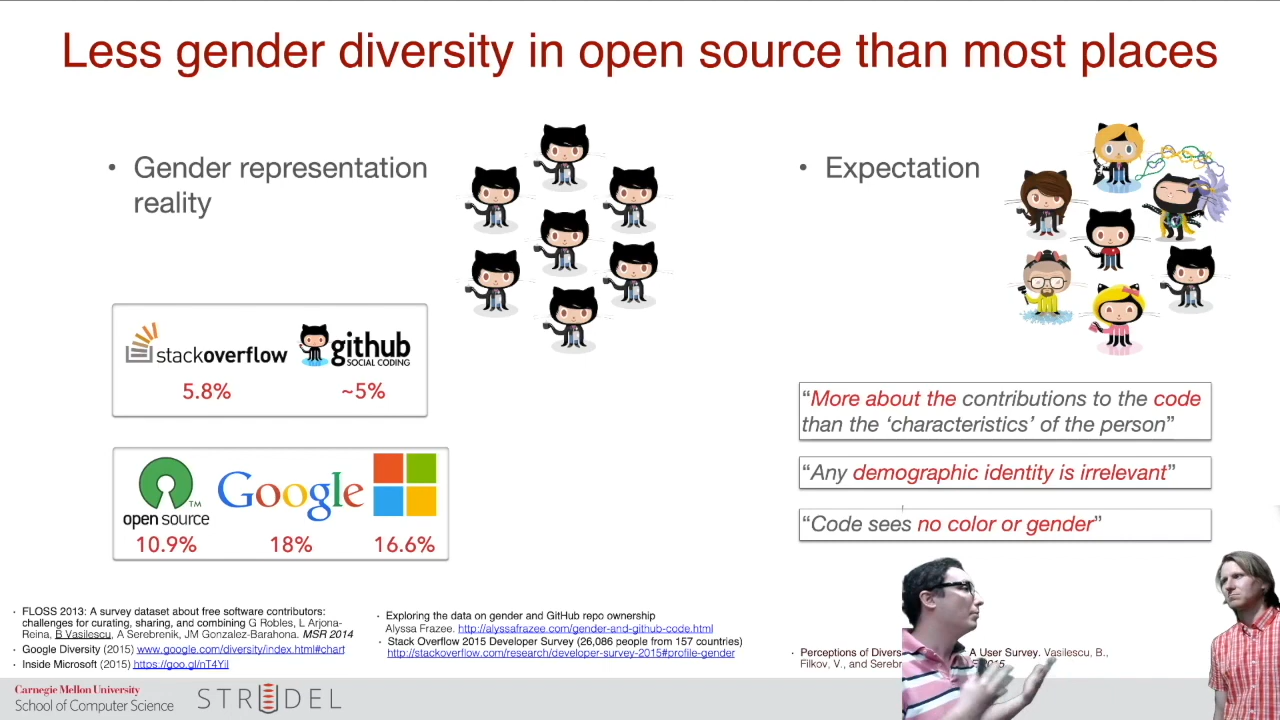 Less gender diversity in open source than most places
• Gender representation
reality
• Expectation
stackoverflow
github
SOCIAL CODING
5.8%
~5%
open source
TM
Google
10.9%
18%
16.6%
“More about the contributions to the code
than the ‘characteristics’ of the person”
“Any demographic identity is irrelevant”
“Code sees no color or gender”
• FLOSS 2013: A survey dataset about free software contributors:
challenges for curating, sharing, and combining G Robles, L Arjona-
Reina, B Vasilescu, A Serebrenik, JM Gonzalez-Barahona. MSR 2014
• Google Diversity (2015) www.google.com/diversity/index.html#chart
• Inside Microsoft (2015) https://goo.gl/nT4YiI
• Exploring the data on gender and GitHub repo ownership
Alyssa Frazee. http://alyssafrazee.com/gender-and-github-code.html
• Stack Overflow 2015 Developer Survey (26,086 people from 157 countries)
http://stackoverflow.com/research/developer-survey-2015#profile-gender
• Perceptions of Divers A User Survey. Vasilescu, B.,
Filkov, V., and Sereb 2015
Carnegie Mellon University
School of Computer Science
STRUDEL